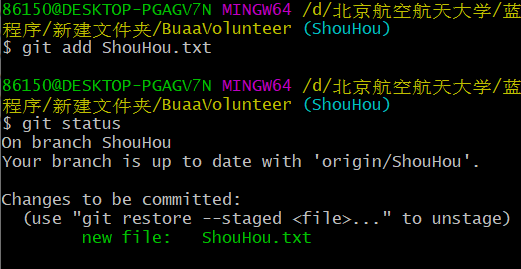 86150@DESKTOP-PGAGV7N MINGW64 /d/北京航空航天大学/蓝
程序/新建文件夹/BuaaVolunteer (ShouHou)
$ git add ShouHou.txt
86150@DESKTOP-PGAGV7N MINGW64 /d/北京航空航天大学/蓝
程序/新建文件夹/BuaaVolunteer (ShouHou)
$ git status
On branch ShouHou
Your branch is up to date with 'origin/ShouHou'.
Changes to be committed:
  (use "git restore --staged <file>..." to unstage)
        new file:   ShouHou.txt